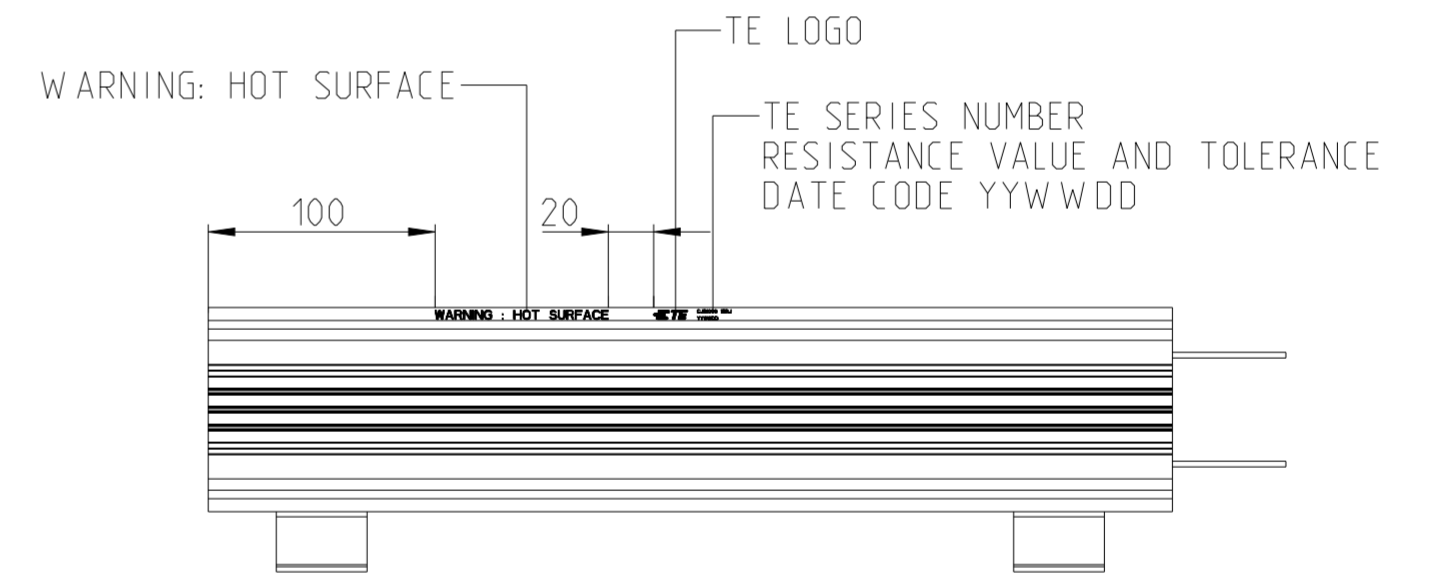 TE LOGO
WARNING: HOT SURFACE
TE SERIES NUMBER
RESISTANCE VALUE AND TOLERANCE
DATE CODE YYWWDD
100
20
WARNING : HOT SURFACE
TE